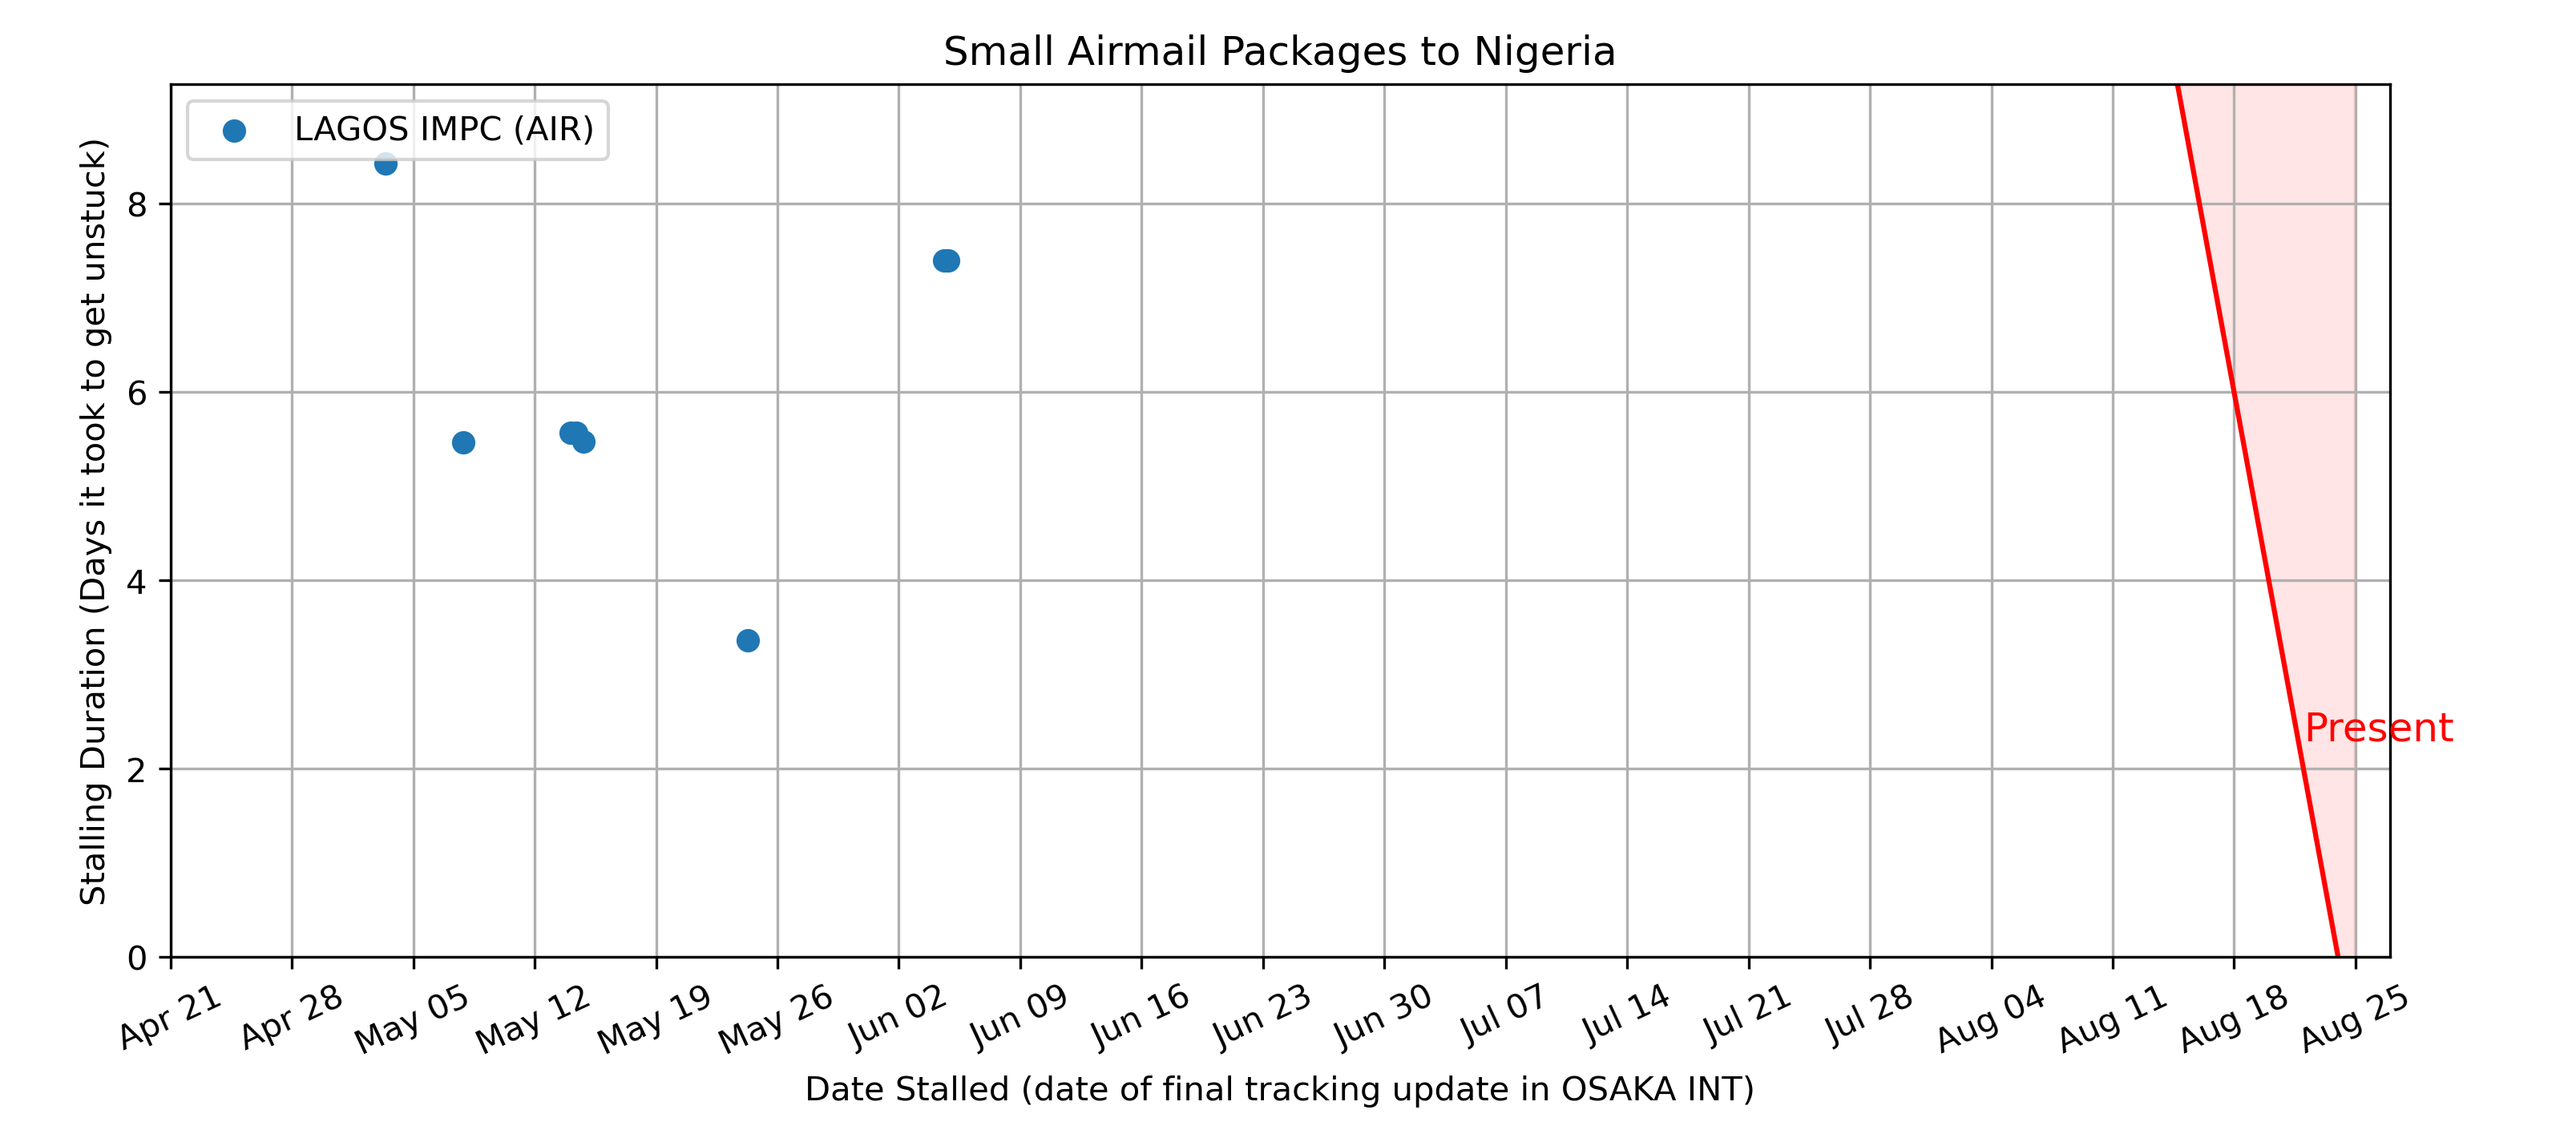 Small Airmail Packages to Nigeria
LAGOS IMPC (AIR)
Stalling Duration (Days it took to get unstuck)
8
6
4
2
0
Present
Apr 21
Apr 28
May 05
May 12
May 19
May 26
Jun 02
Jun 09
Jun 16
Jun 23
Jun 30
Jul 07
Jul 14
Jul 21
Jul 28
Aug 04
Aug 11
Aug 18
Aug 25
Date Stalled (date of final tracking update in OSAKA INT)